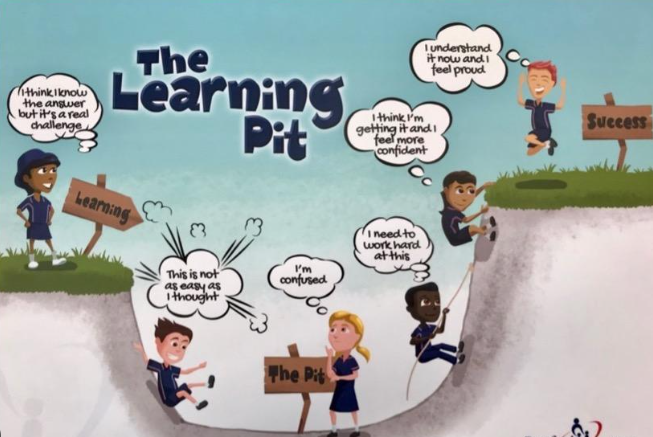 The
Learning
Pit
I think I know
the answer
but it's a real
challenge
Learning
This is not
as easy as
I thought
I'm
confused
The Pit
I need to
work hard
at this
I think I'm
getting it and I
feel more
confident
I understand
it now and I
feel proud
Success